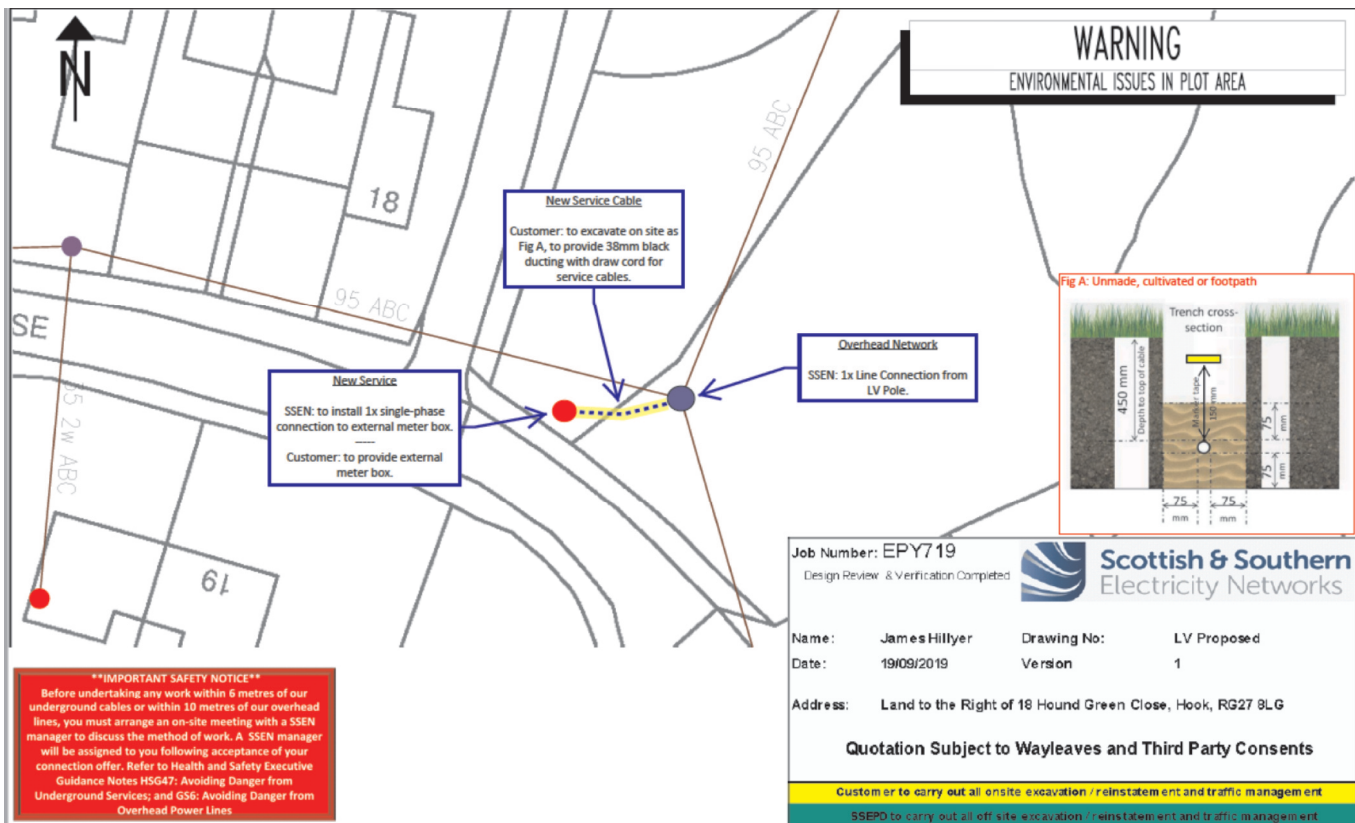 N
WARNING
ENVIRONMENTAL ISSUES IN PLOT AREA
18
95 ABC
New Service Cable
Customer: to excavate on site as
Fig A, to provide 38mm black
ducting with draw cord for
service cables.
95 ABC
SE
Overhead Network
SSEN: 1x Line Connection from
LV Pole.
New Service
SSEN: to install 1x single-phase
connection to external meter box.
-----
Customer: to provide external
meter box.
2w ABC
19
Fig A: Unmade, cultivated or footpath
Trench cross-
section
450 mm
Depth to top of cable
Marker tape
150 mm
75
mm
75
mm
75
mm
75
mm
Job Number: EPY719
Design Review & Verification Completed
Scottish & Southern
Electricity Networks
Name: James Hillyer Drawing No: LV Proposed
Date: 19/09/2019 Version 1
Address: Land to the Right of 18 Hound Green Close, Hook, RG27 8LG
Quotation Subject to Wayleaves and Third Party Consents
Customer to carry out all onsite excavation / reinstatement and traffic management
SSEPD to carry out all off site excavation / reinstatement and traffic management
**IMPORTANT SAFETY NOTICE**
Before undertaking any work within 6 metres of our
underground cables or within 10 metres of our overhead
lines, you must arrange an on-site meeting with a SSEN
manager to discuss the method of work. A SSEN manager
will be assigned to you following acceptance of your
connection offer. Refer to Health and Safety Executive
Guidance Notes HSG47: Avoiding Danger from
Underground Services; and GS6: Avoiding Danger from
Overhead Power Lines